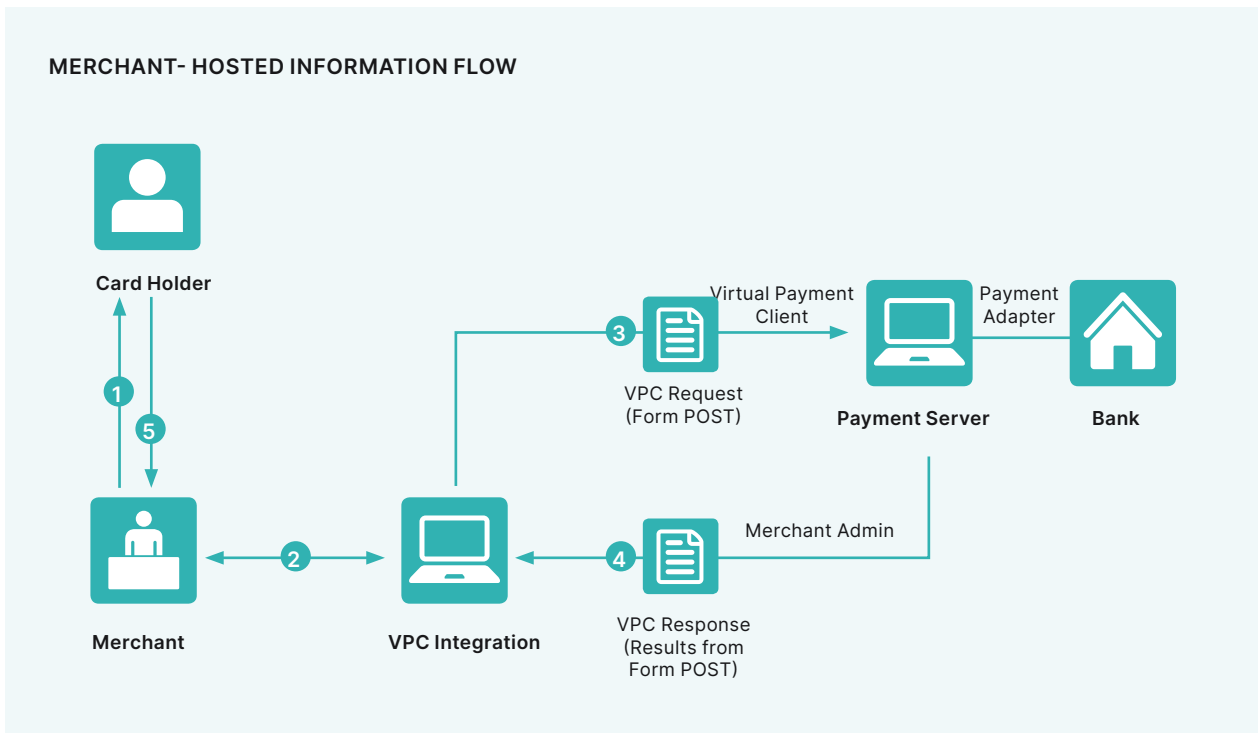 MERCHANT- HOSTED INFORMATION FLOW
Card Holder
1
5
Merchant
2
VPC Integration
3
VPC Request
(Form POST)
Virtual Payment
Client
Payment Server
Payment
Adapter
Bank
4
Merchant Admin
VPC Response
(Results from
Form POST)